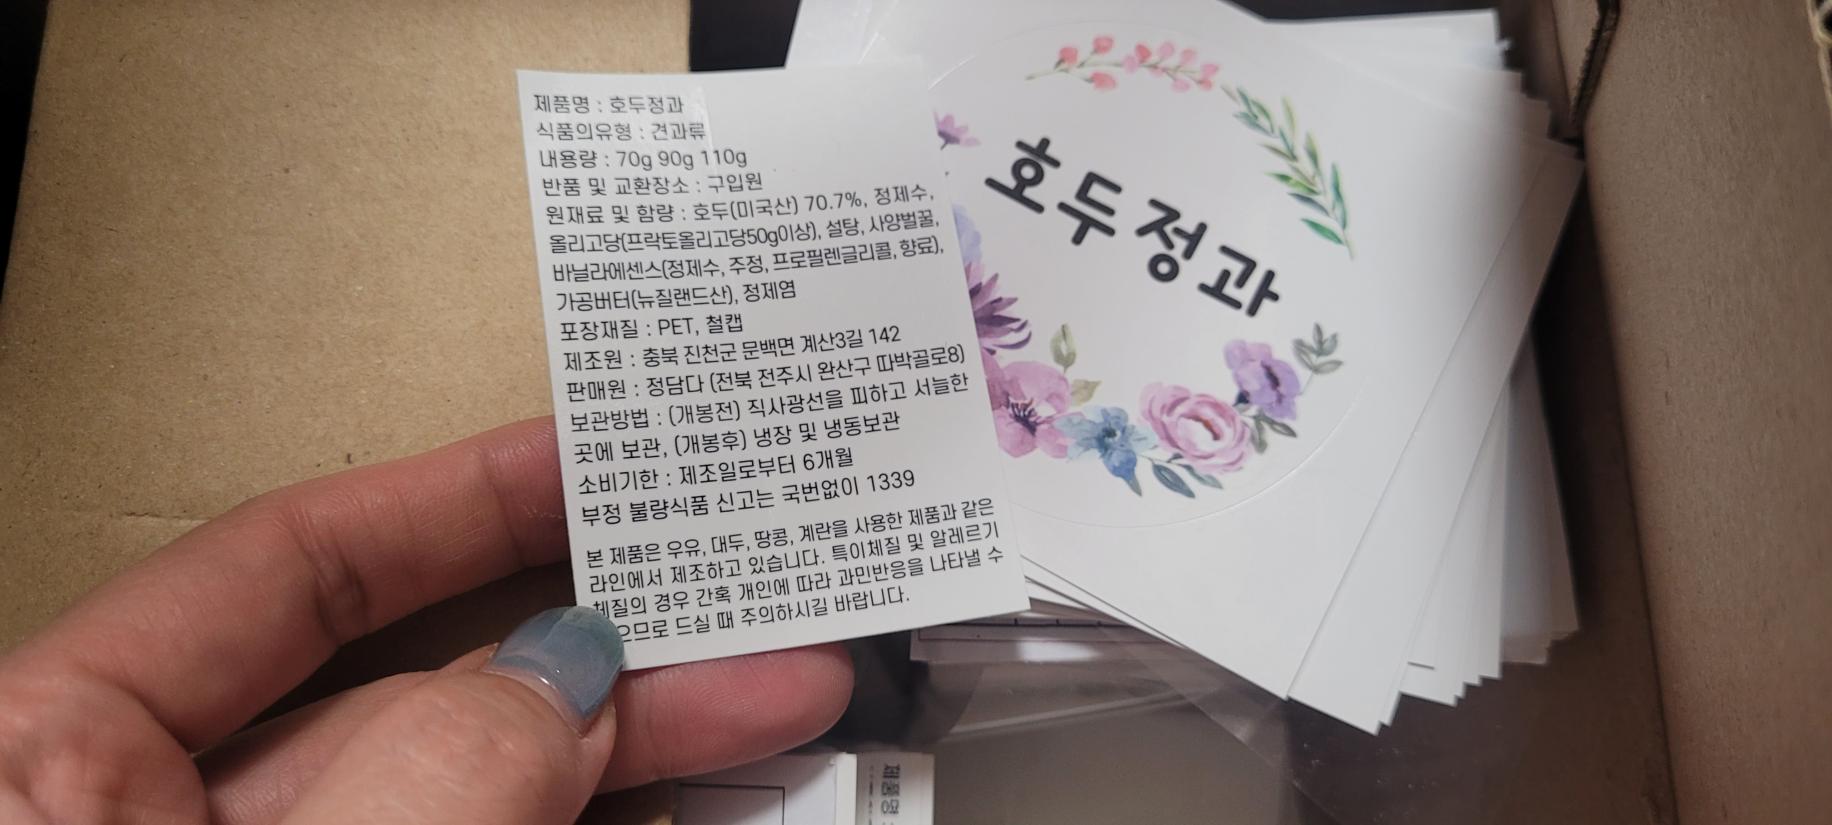 제품명 : 호두정과
식품의유형 : 견과류
내용량 : 70g 90g 110g
반품 및 교환장소 : 구입원
원재료 및 함량 : 호두(미국산) 70.7%, 정제수,
올리고당(프락토올리고당50g이상), 설탕, 사양벌꿀,
바닐라에센스(정제수, 주정, 프로필렌글리콜, 향료),
가공버터(뉴질랜드산), 정제염
포장재질 : PET, 철캡
제조원 : 충북 진천군 문백면 계산3길 142
판매원 : 정담다 (전북 전주시 완산구 따박골로8)
보관방법 : (개봉전) 직사광선을 피하고 서늘한
곳에 보관, (개봉후) 냉장 및 냉동보관
소비기한 : 제조일로부터 6개월
부정 불량식품 신고는 국번없이 1339
본 제품은 우유, 대두, 땅콩, 계란을 사용한 제품과 같은
라인에서 제조하고 있습니다. 특이체질 및 알레르기
체질의 경우 간혹 개인에 따라 과민반응을 나타낼 수
으므로 드실 때 주의하시길 바랍니다.
호두정과
제품명